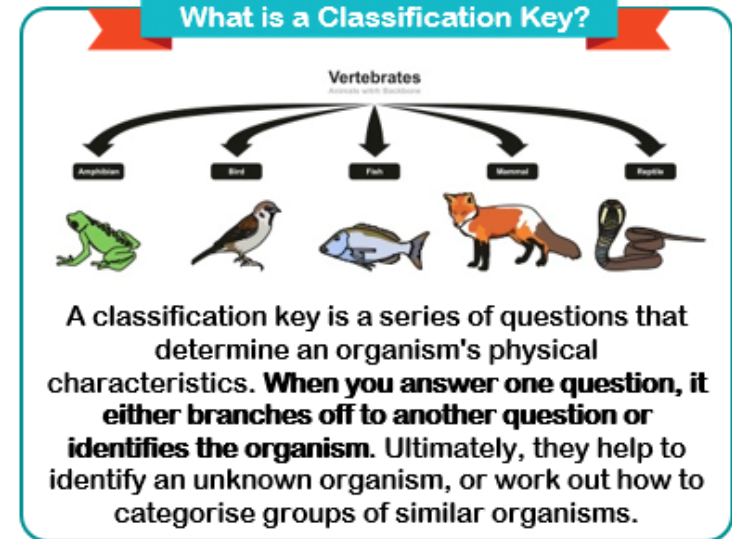 What is a Classification Key?
Vertebrates
Animals with Backbone
Amphibian
Bird
Fish
Mammal
Reptile
A classification key is a series of questions that
determine an organism's physical
characteristics. When you answer one question, it
either branches off to another question or
identifies the organism. Ultimately, they help to
identify an unknown organism, or work out how to
categorise groups of similar organisms.